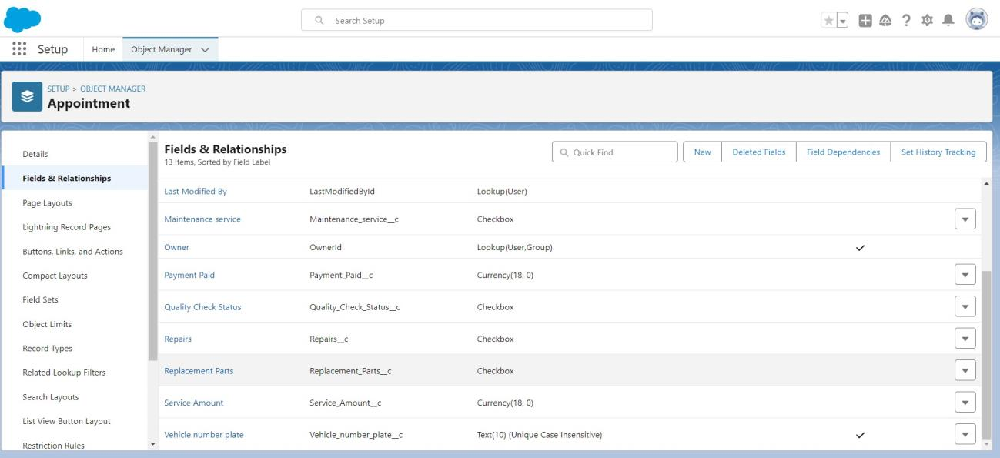 Search Setup
Setup
Home
Object Manager
SETUP > OBJECT MANAGER
Appointment
Details
Fields & Relationships
Page Layouts
Lightning Record Pages
Buttons, Links, and Actions
Compact Layouts
Field Sets
Object Limits
Record Types
Related Lookup Filters
Search Layouts
List View Button Layout
Restriction Rules
Fields & Relationships
13 Items, Sorted by Field Label
Quick Find
New
Deleted Fields
Field Dependencies
Set History Tracking
Last Modified By LastModifiedById Lookup(User)
Maintenance service Maintenance_service__c Checkbox
Owner OwnerId Lookup(User,Group)
Payment Paid Payment_Paid__c Currency(18, 0)
Quality Check Status Quality_Check_Status__c Checkbox
Repairs Repairs__c Checkbox
Replacement Parts Replacement_Parts__c Checkbox
Service Amount Service_Amount__c Currency(18, 0)
Vehicle number plate Vehicle_number_plate__c Text(10) (Unique Case Insensitive)